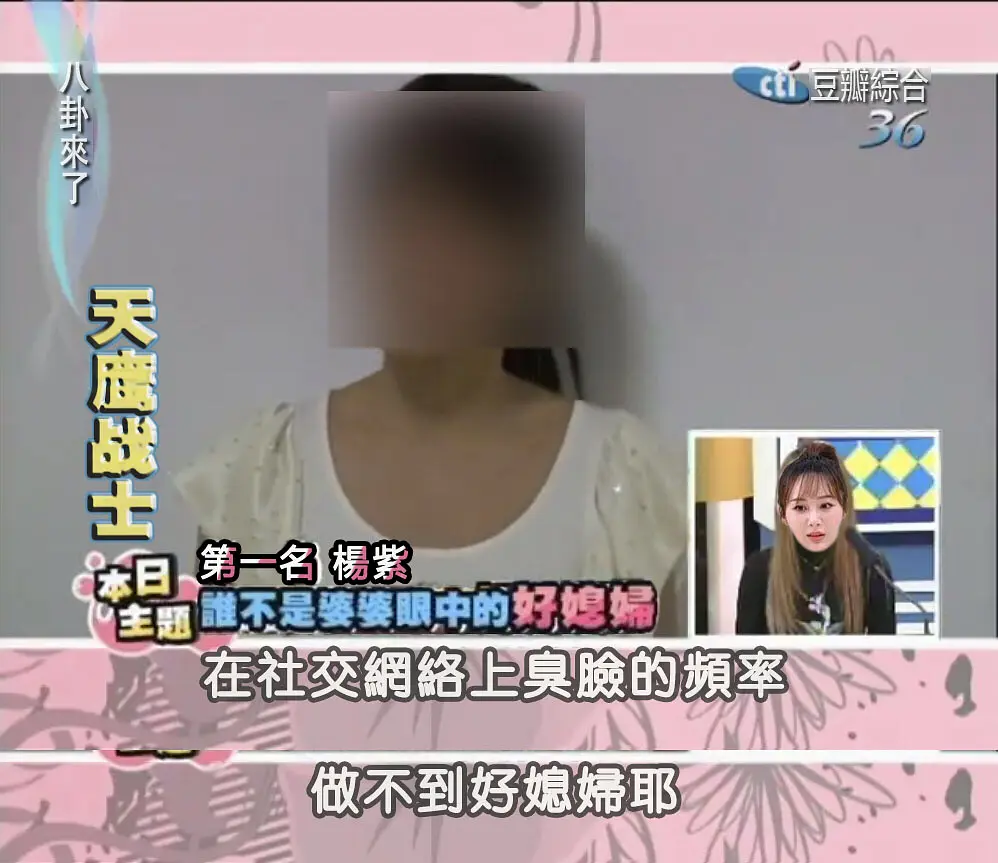 八卦來了
cti 豆瓣綜合
36
天鹰战士
第一名 楊紫
本日
主題
誰不是婆婆眼中的好媳婦
在社交網絡上臭臉的頻率
做不到好媳婦耶